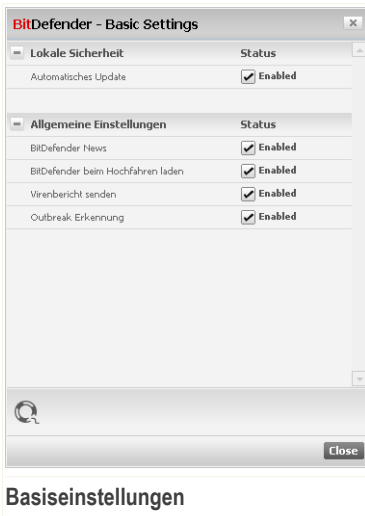 BitDefender - Basic Settings
Lokale Sicherheit Status
Automatisches Update Enabled
Allgemeine Einstellungen Status
BitDefender News Enabled
BitDefender beim Hochfahren laden Enabled
Virenbericht senden Enabled
Outbreak Erkennung Enabled
Close
Basiseinstellungen